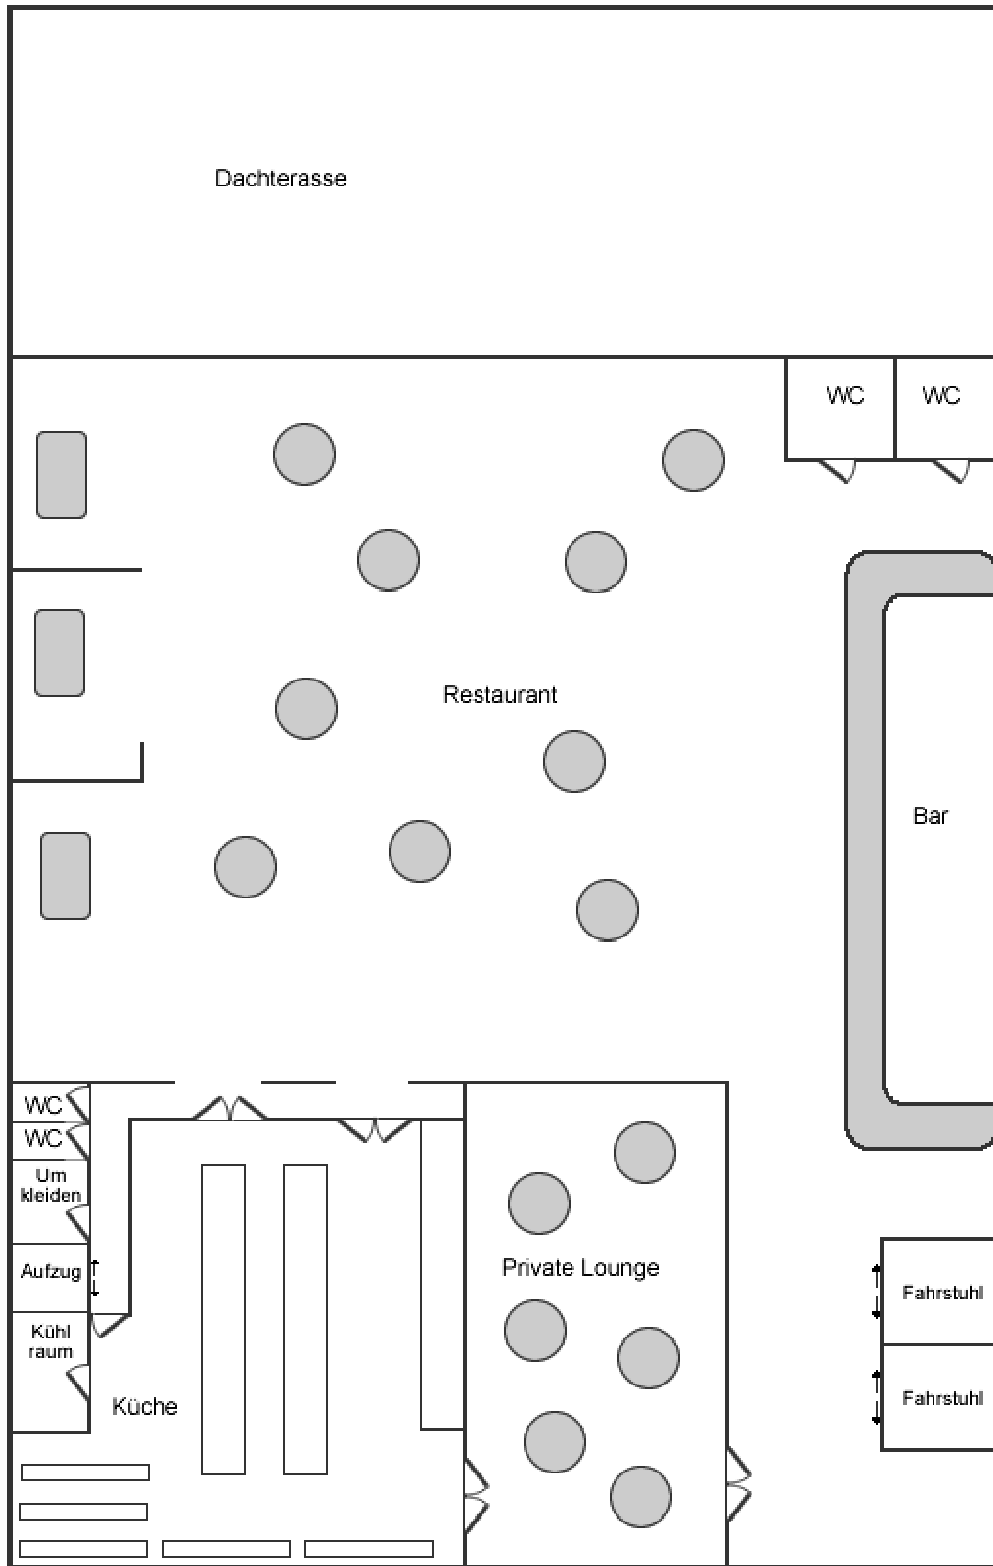 Dachterasse
WC
WC
Restaurant
Bar
WC
WC
Um
kleiden
Aufzug
Kühl
raum
Küche
Private Lounge
Fahrstuhl
Fahrstuhl